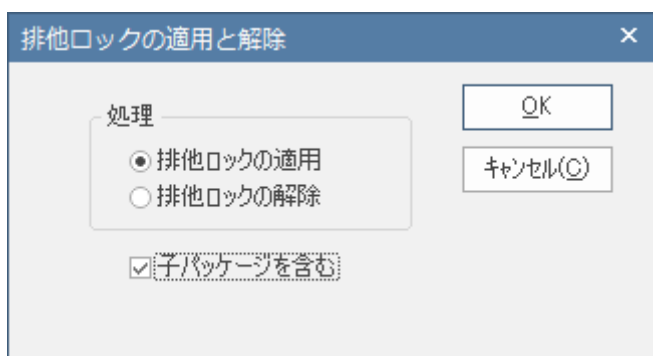 排他ロックの適用と解除
処理
排他ロックの適用
排他ロックの解除
子パッケージを含む
OK
キャンセル(C)